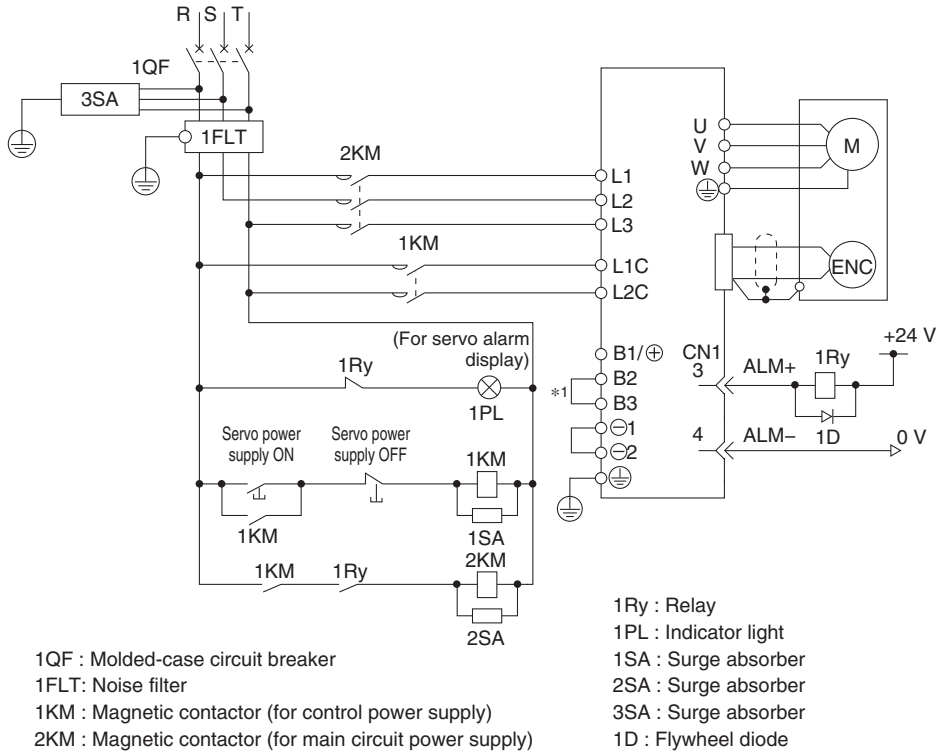 R S T
1QF
3SA
1FLT
2KM
1KM
L1
L2
L3
L1C
L2C
U
V
W
M
ENC
(For servo alarm
display)
1Ry
1PL
B1/⊕
B2
B3
*1
⊖1
⊖2
CN1
3
ALM+
1Ry
+24 V
1D
4
ALM−
0 V
Servo power
supply ON
Servo power
supply OFF
1KM
1KM
1SA
1KM
1Ry
2KM
2SA
1QF : Molded-case circuit breaker
1FLT: Noise filter
1KM : Magnetic contactor (for control power supply)
2KM : Magnetic contactor (for main circuit power supply)
1Ry : Relay
1PL : Indicator light
1SA : Surge absorber
2SA : Surge absorber
3SA : Surge absorber
1D : Flywheel diode